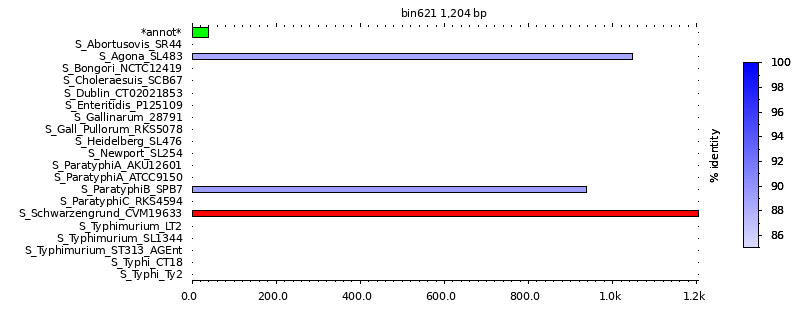 bin621 1,204 bp
*annot*
S_Abortusovis_SR44
S_Agona_SL483
S_Bongori_NCTC12419
S_Choleraesuis_SCB67
S_Dublin_CT02021853
S_Enteritidis_P125109
S_Gallinarum_28791
S_Gall_Pullorum_RKS5078
S_Heidelberg_SL476
S_Newport_SL254
S_ParatyphiA_AKU12601
S_ParatyphiA_ATCC9150
S_ParatyphiB_SPB7
S_ParatyphiC_RKS4594
S_Schwarzengrund_CVM19633
S_Typhimurium_LT2
S_Typhimurium_SL1344
S_Typhimurium_ST313_AGEnt
S_Typhi_CT18
S_Typhi_Ty2
0.0 200.0 400.0 600.0 800.0 1.0k 1.2k
% identity
100
98
96
94
92
90
88
86